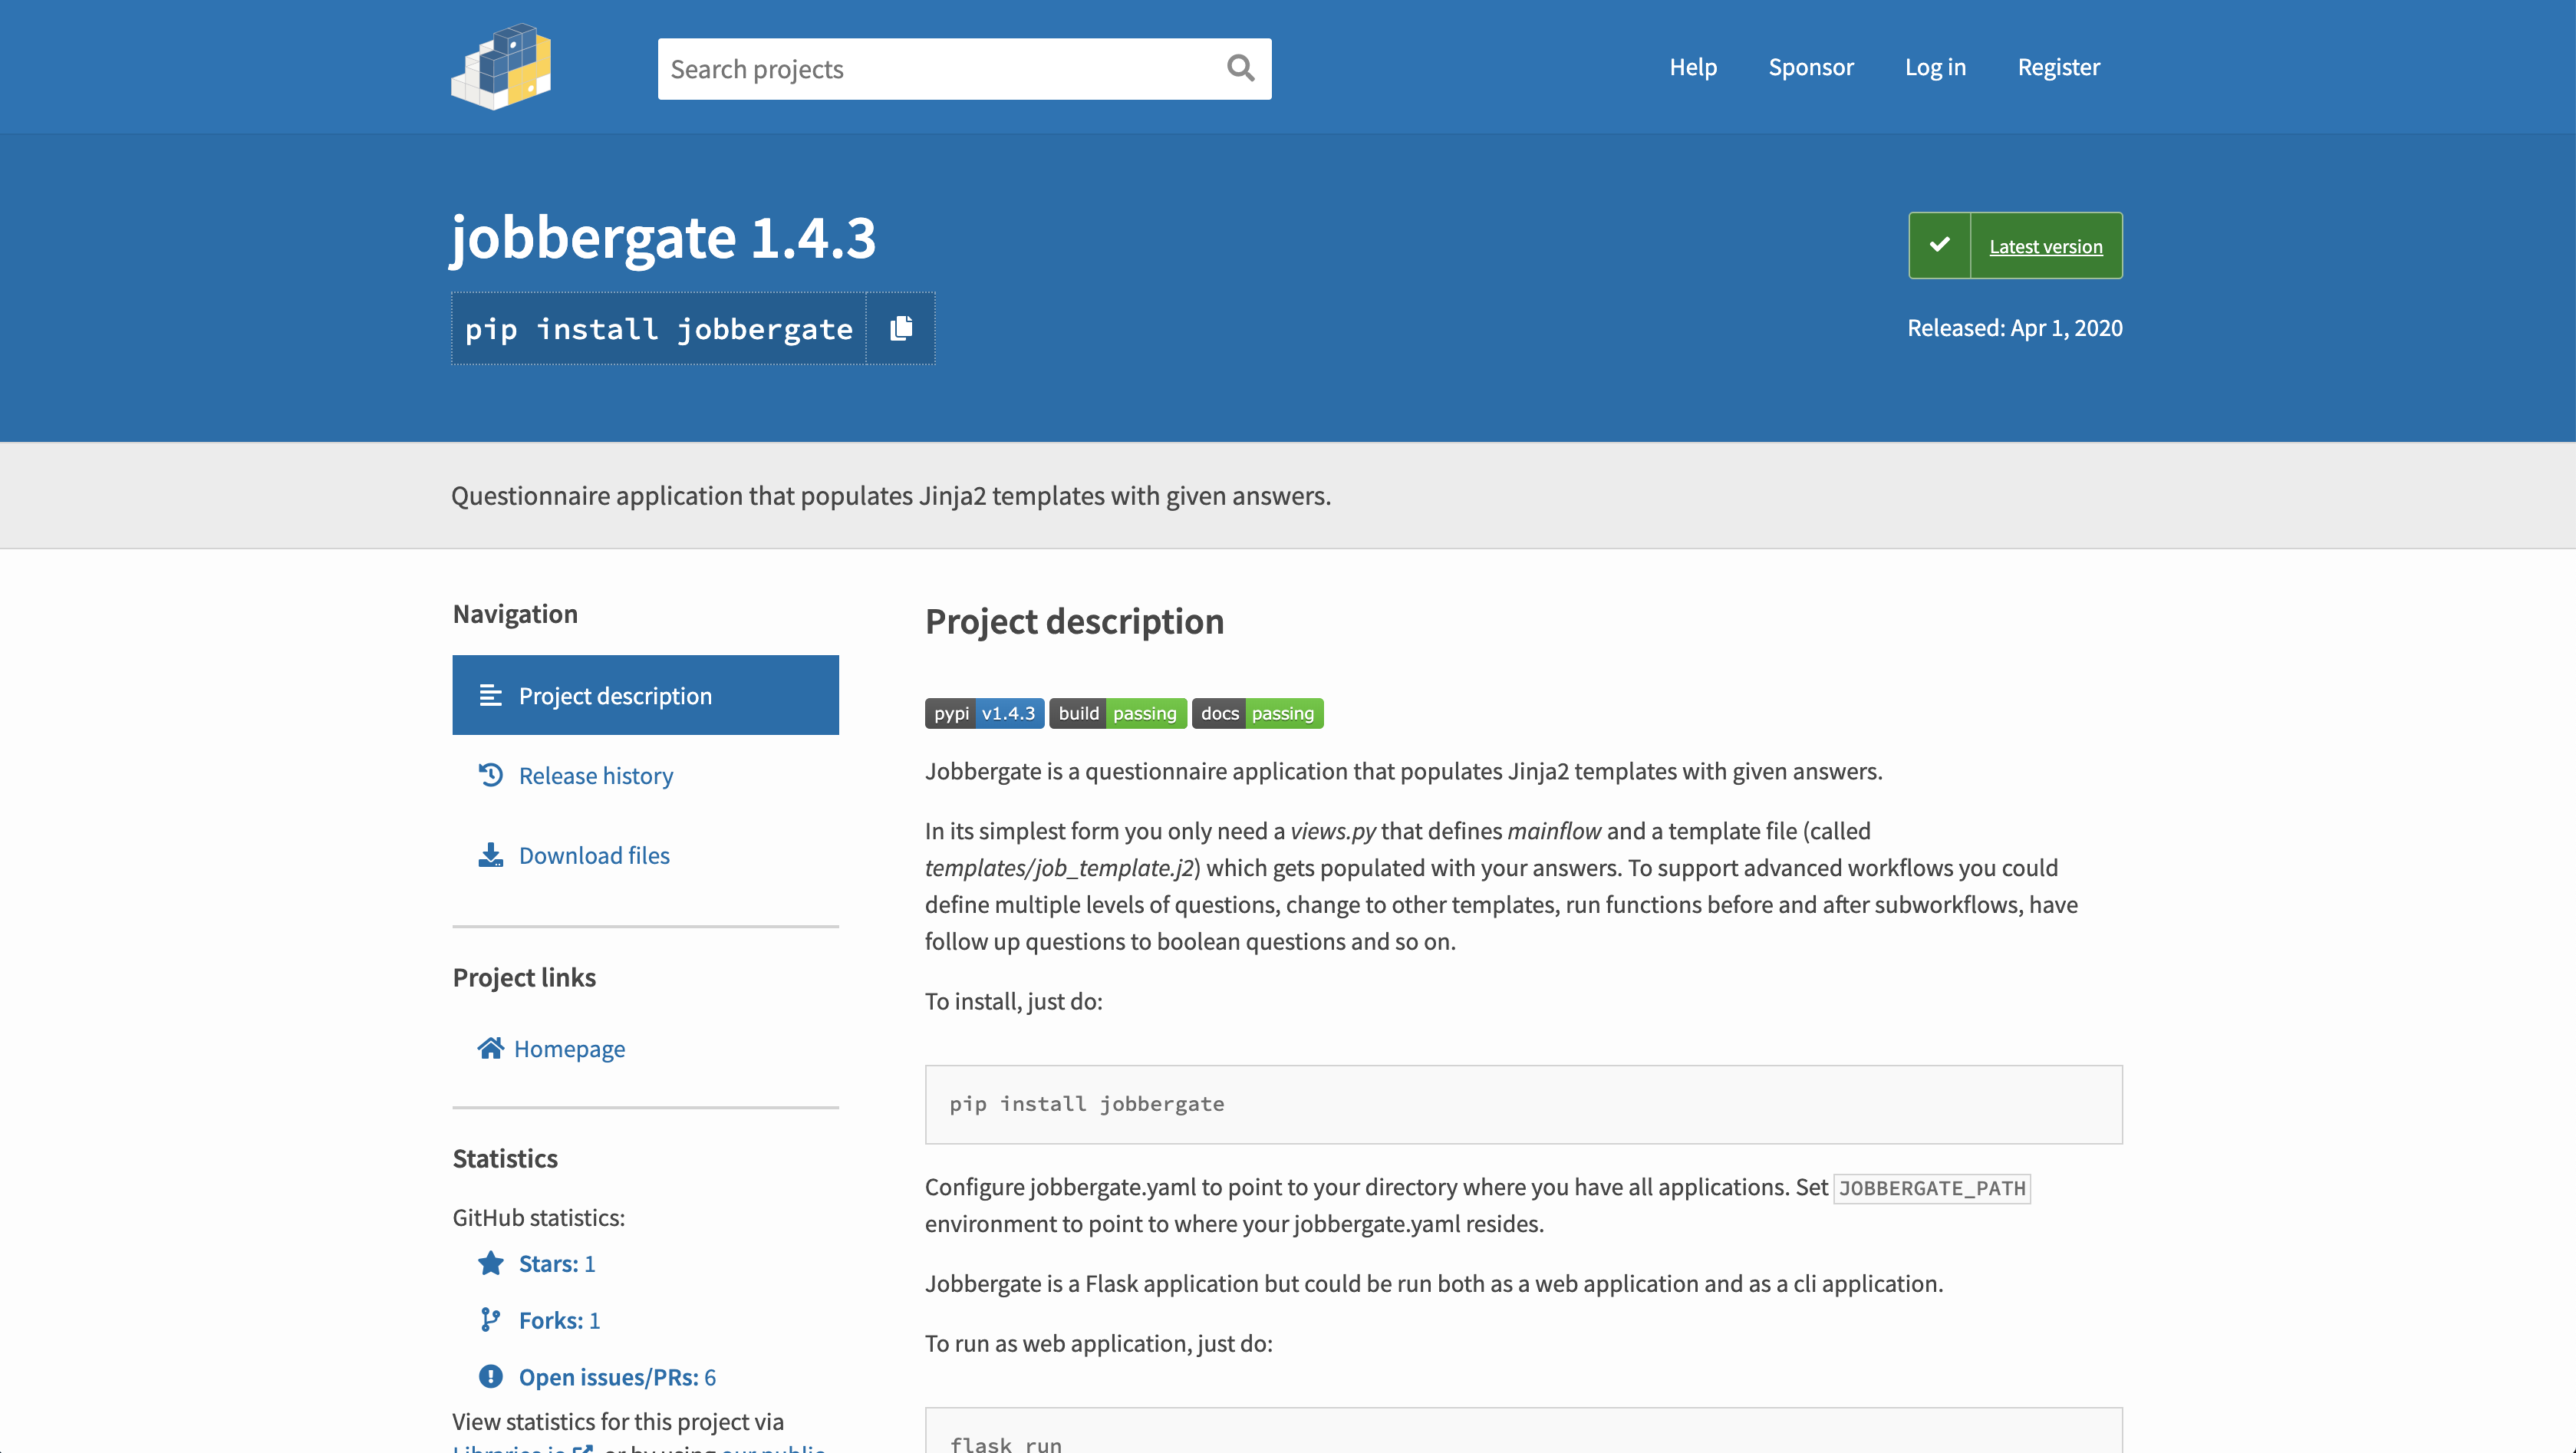 Search projects
Help
Sponsor
Log in
Register
jobbergate 1.4.3
Latest version
pip install jobbergate
Released: Apr 1, 2020
Questionnaire application that populates Jinja2 templates with given answers.
Navigation
Project description
Release history
Download files
Project links
Homepage
Statistics
GitHub statistics:
Stars: 1
Forks: 1
Open issues/PRs: 6
View statistics for this project via
Libraries.io , or by using our public
Project description
pypi v1.4.3 build passing docs passing
Jobbergate is a questionnaire application that populates Jinja2 templates with given answers.
In its simplest form you only need a views.py that defines mainflow and a template file (called
templates/job_template.j2) which gets populated with your answers. To support advanced workflows you could
define multiple levels of questions, change to other templates, run functions before and after subworkflows, have
follow up questions to boolean questions and so on.
To install, just do:
pip install jobbergate
Configure jobbergate.yaml to point to your directory where you have all applications. Set JOBBERGATE_PATH
environment to point to where your jobbergate.yaml resides.
Jobbergate is a Flask application but could be run both as a web application and as a cli application.
To run as web application, just do:
flask run